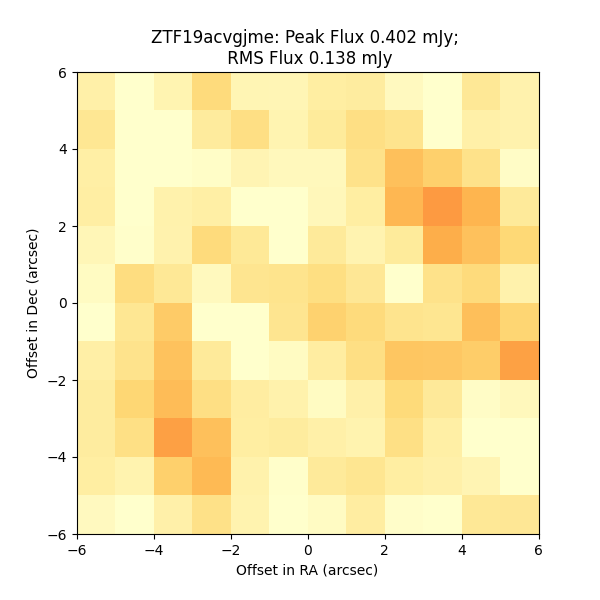 ZTF19acvgjme: Peak Flux 0.402 mJy;
RMS Flux 0.138 mJy
6
4
2
0
−2
−4
−6
Offset in Dec (arcsec)
−6 −4 −2 0 2 4 6
Offset in RA (arcsec)